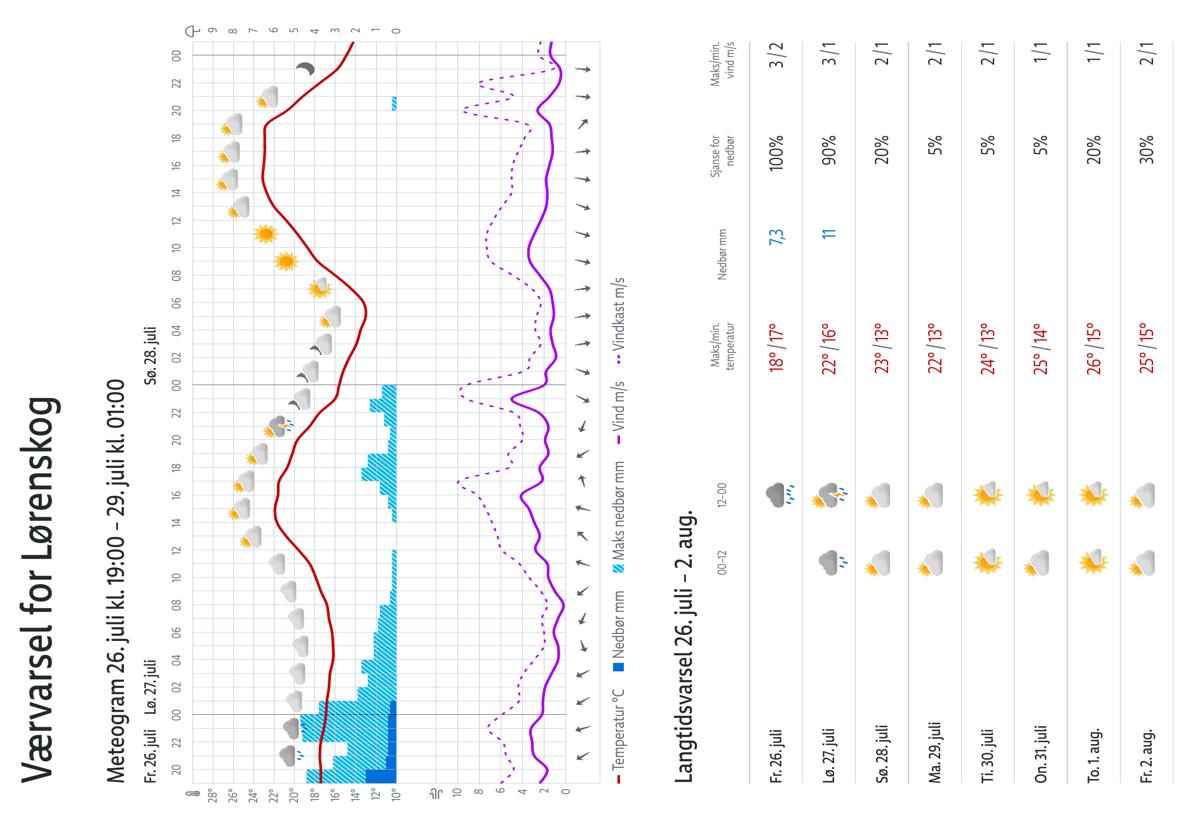 Værvarsel for Lørenskog
Meteogram 26. juli kl. 19:00 – 29. juli kl. 01:00
Fr. 26. juli Lø. 27. juli Sø. 28. juli
20 22 00 02 04 06 08 10 12 14 16 18 20 22 00 02 04 06 08 10 12 14 16 18 20 22 00
28° 9
26° 8
24° 7
22° 6
20° 5
18° 4
16° 3
14° 2
12° 1
10° 0
10
8
6
4
2
0
Temperatur °C Nedbør mm Maks nedbør mm Vind m/s Vindkast m/s
Langtidsvarsel 26. juli – 2. aug.
00–12 12–00 Maks/min. temperatur Nedbør mm Sjanse for nedbør Maks/min. vind m/s
Fr. 26. juli 18° / 17° 7,3 100% 3 / 2
Lø. 27. juli 22° / 16° 11 90% 3 / 1
Sø. 28. juli 23° / 13° 20% 2 / 1
Ma. 29. juli 22° / 13° 5% 2 / 1
Ti. 30. juli 24° / 13° 5% 2 / 1
On. 31. juli 25° / 14° 5% 1 / 1
To. 1. aug. 26° / 15° 20% 1 / 1
Fr. 2. aug. 25° / 15° 30% 2 / 1